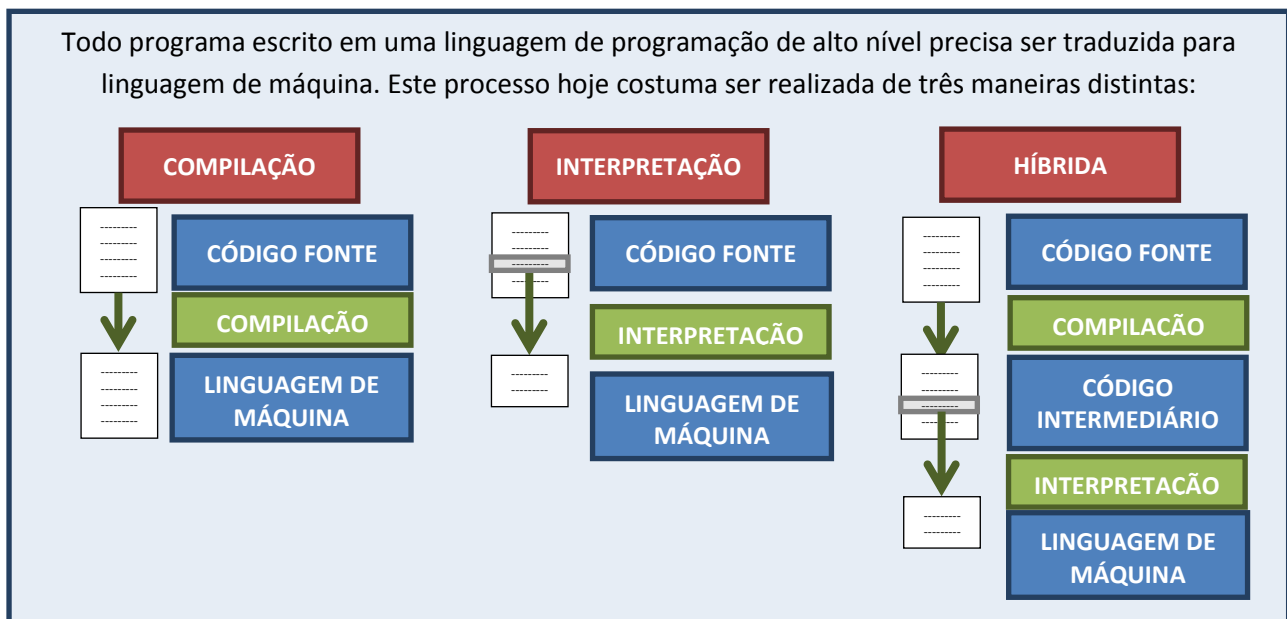 Todo programa escrito em uma linguagem de programação de alto nível precisa ser traduzida para
linguagem de máquina. Este processo hoje costuma ser realizada de três maneiras distintas:
COMPILAÇÃO
CÓDIGO FONTE
COMPILAÇÃO
LINGUAGEM DE
MÁQUINA
INTERPRETAÇÃO
CÓDIGO FONTE
INTERPRETAÇÃO
LINGUAGEM DE
MÁQUINA
HÍBRIDA
CÓDIGO FONTE
COMPILAÇÃO
CÓDIGO
INTERMEDIÁRIO
INTERPRETAÇÃO
LINGUAGEM DE
MÁQUINA